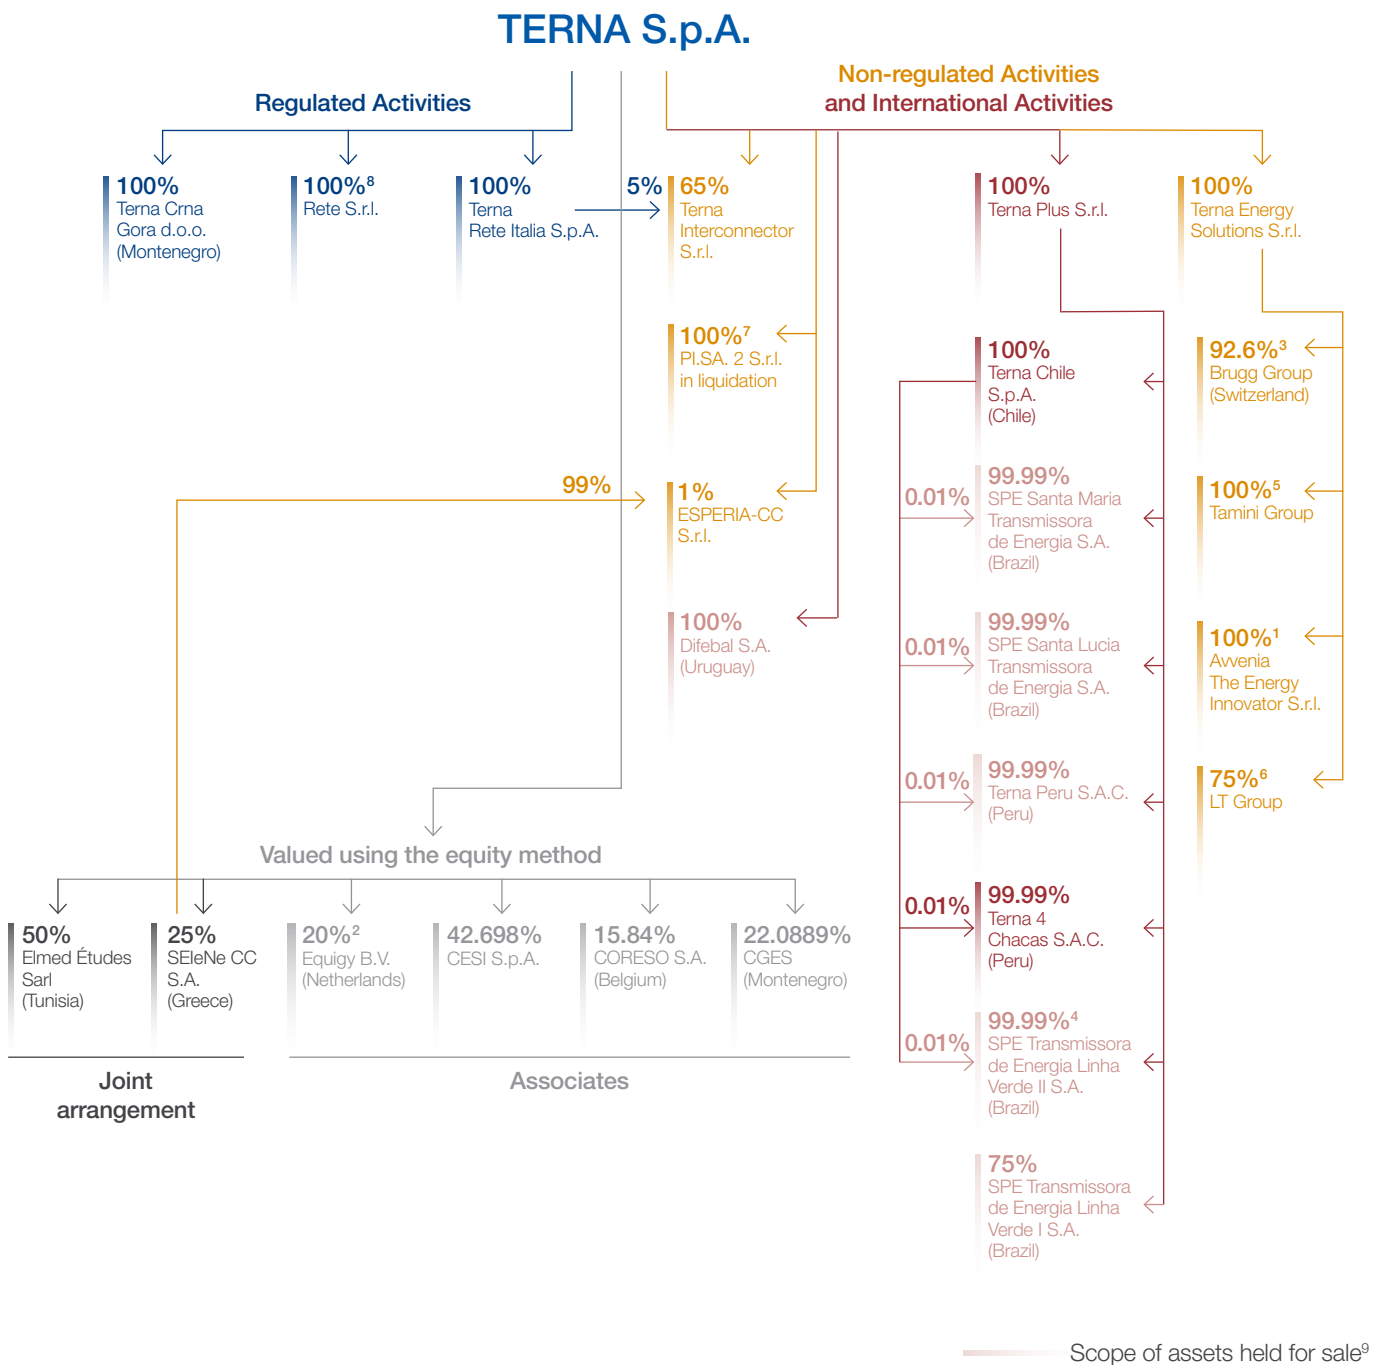 TERNA S.p.A.
Regulated Activities
Non-regulated Activities
and International Activities
100%
Terna Crna
Gora d.o.o.
(Montenegro)
100%8
Rete S.r.l.
100%
Terna
Rete Italia S.p.A.
5%
65%
Terna
Interconnector
S.r.l.
100%
Terna Plus S.r.l.
100%
Terna Energy
Solutions S.r.l.
100%7
PI.SA. 2 S.r.l.
in liquidation
99%
1%
ESPERIA-CC
S.r.l.
100%
Difebal S.A.
(Uruguay)
100%
Terna Chile
S.p.A.
(Chile)
0.01%
99.99%
SPE Santa Maria
Transmissora
de Energia S.A.
(Brazil)
0.01%
99.99%
SPE Santa Lucia
Transmissora
de Energia S.A.
(Brazil)
0.01%
99.99%
Terna Peru S.A.C.
(Peru)
0.01%
99.99%
Terna 4
Chacas S.A.C.
(Peru)
0.01%
99.99%4
SPE Transmissora
de Energia Linha
Verde II S.A.
(Brazil)
75%
SPE Transmissora
de Energia Linha
Verde I S.A.
(Brazil)
92.6%3
Brugg Group
(Switzerland)
100%5
Tamini Group
100%1
Avvenia
The Energy
Innovator S.r.l.
75%6
LT Group
Valued using the equity method
50%
Elmed Études
Sarl
(Tunisia)
25%
SEleNe CC
S.A.
(Greece)
20%2
Equigy B.V.
(Netherlands)
42.698%
CESI S.p.A.
15.84%
CORESO S.A.
(Belgium)
22.0889%
CGES
(Montenegro)
Joint
arrangement
Associates
Scope of assets held for sale9